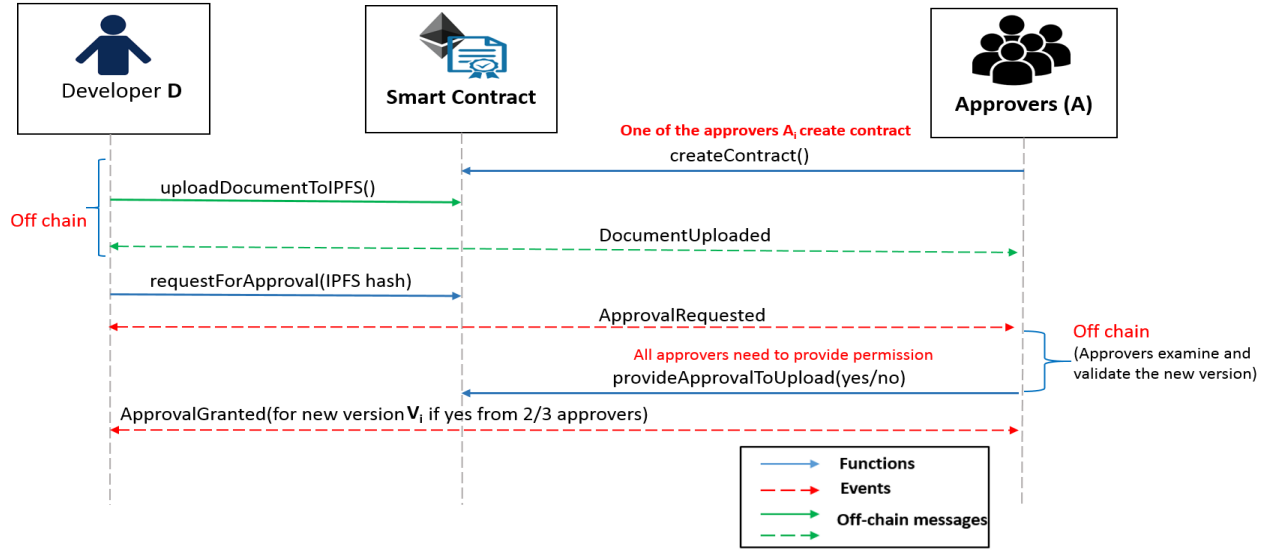 Developer D
Smart Contract
Approvers (A)
One of the approvers Ai create contract
createContract()
uploadDocumentToIPFS()
Off chain
DocumentUploaded
requestForApproval(IPFS hash)
ApprovalRequested
Off chain
(Approvers examine and
validate the new version)
All approvers need to provide permission
provideApprovalToUpload(yes/no)
ApprovalGranted(for new version Vi if yes from 2/3 approvers)
Functions
Events
Off-chain messages